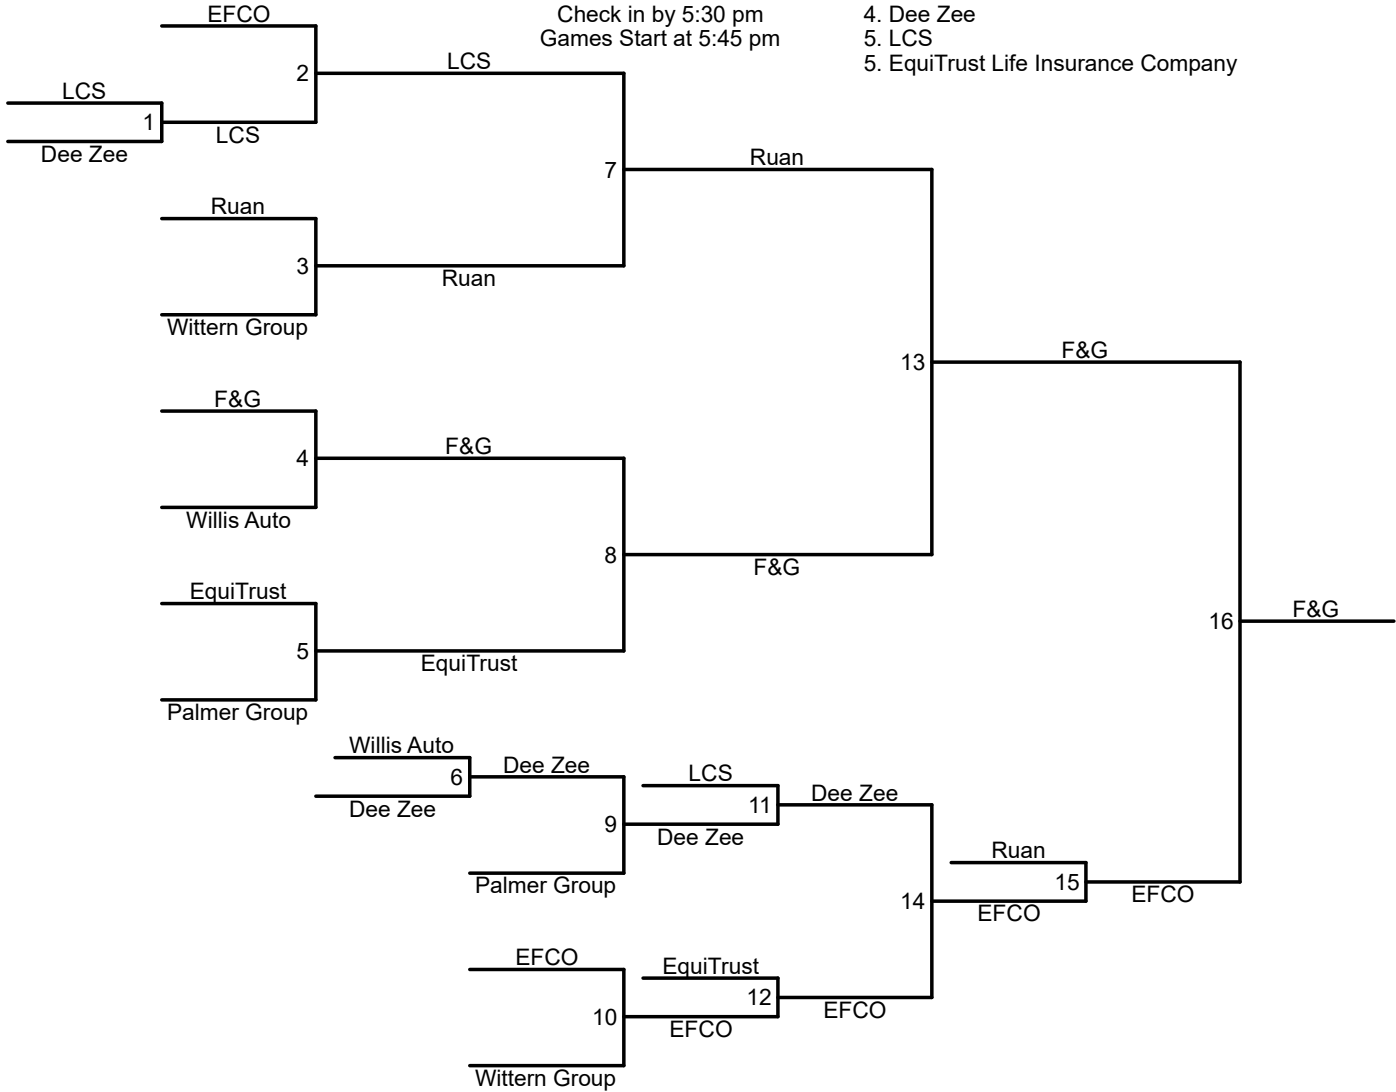 EFCO
Check in by 5:30 pm
4. Dee Zee
Games Start at 5:45 pm
5. LCS
5. EquiTrust Life Insurance Company
2
LCS
LCS
1
LCS
Dee Zee
7
Ruan
Ruan
3
Ruan
Wittern Group
13
F&G
F&G
4
F&G
Willis Auto
8
F&G
EquiTrust
5
EquiTrust
Palmer Group
16
F&G
Willis Auto
6
Dee Zee
Dee Zee
LCS
11
Dee Zee
9
Dee Zee
Palmer Group
Ruan
15
EFCO
14
EFCO
EFCO
EquiTrust
12
EFCO
10
EFCO
Wittern Group